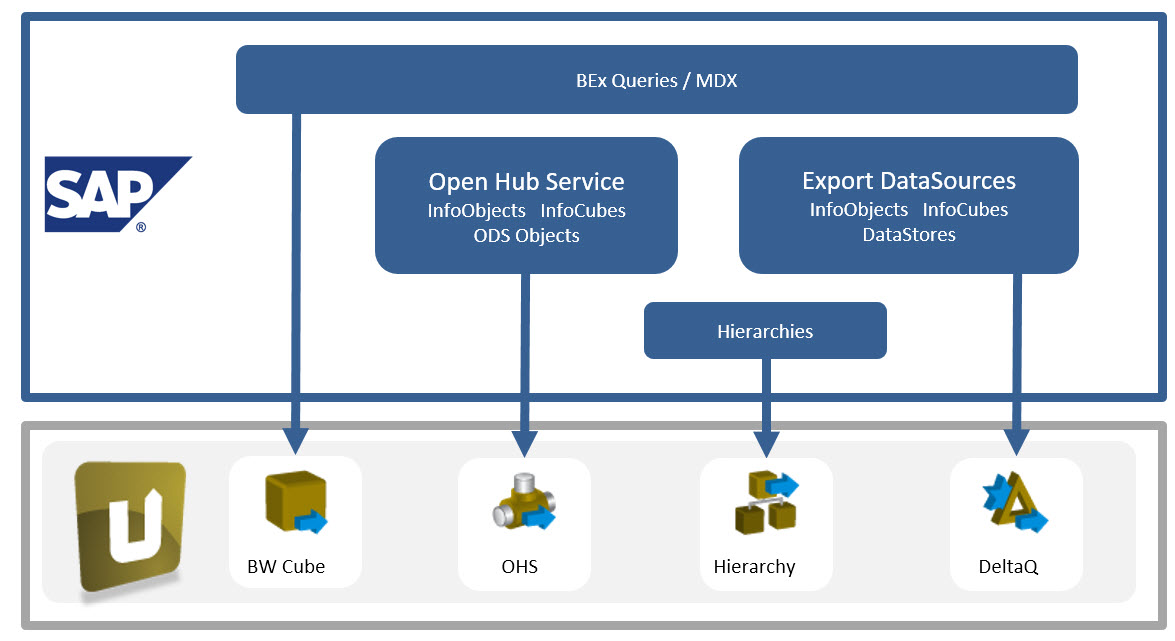 BEx Queries / MDX
SAP®
Open Hub Service
InfoObjects InfoCubes
ODS Objects
Export DataSources
InfoObjects InfoCubes
DataStores
Hierarchies
U
BW Cube
OHS
Hierarchy
DeltaQ